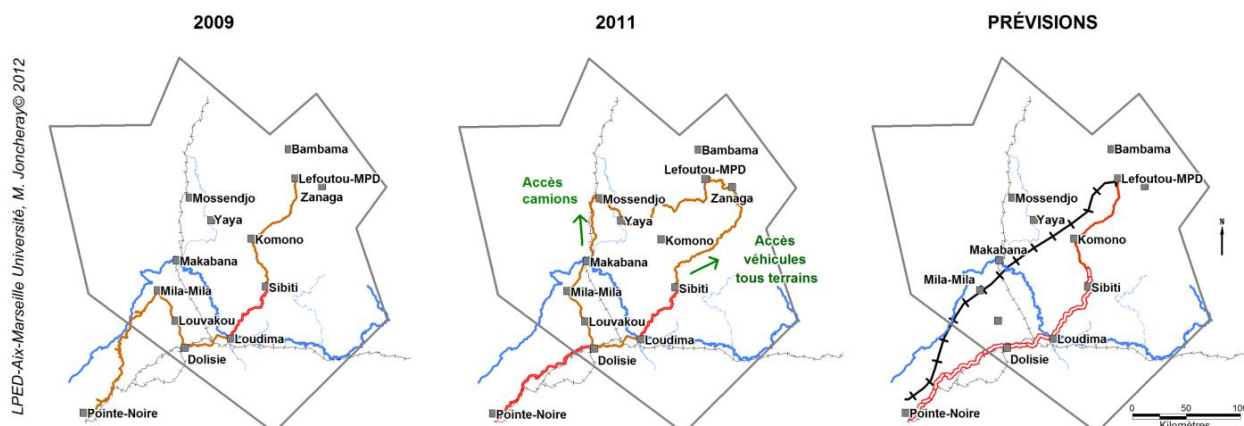 LPED-Aix-Marseille Université, M. Joncheray© 2012
2009
Bambama
Lefoutou-MPD
Zanaga
Mossendjo
Yaya
Komono
Makabana
Mila-Mila
Sibiti
Louvakou
Loudima
Dolisie
Pointe-Noire
2011
Bambama
Lefoutou-MPD
Accès
camions
Zanaga
Mossendjo
Yaya
Komono
Accès
véhicules
tous terrains
Makabana
Mila-Mila
Sibiti
Louvakou
Loudima
Dolisie
Pointe-Noire
PRÉVISIONS
Bambama
Lefoutou-MPD
Mossendjo
Yaya
Komono
Makabana
Mila-Mila
Sibiti
Loudima
Dolisie
Pointe-Noire
N
0 50 100
Kilomètres